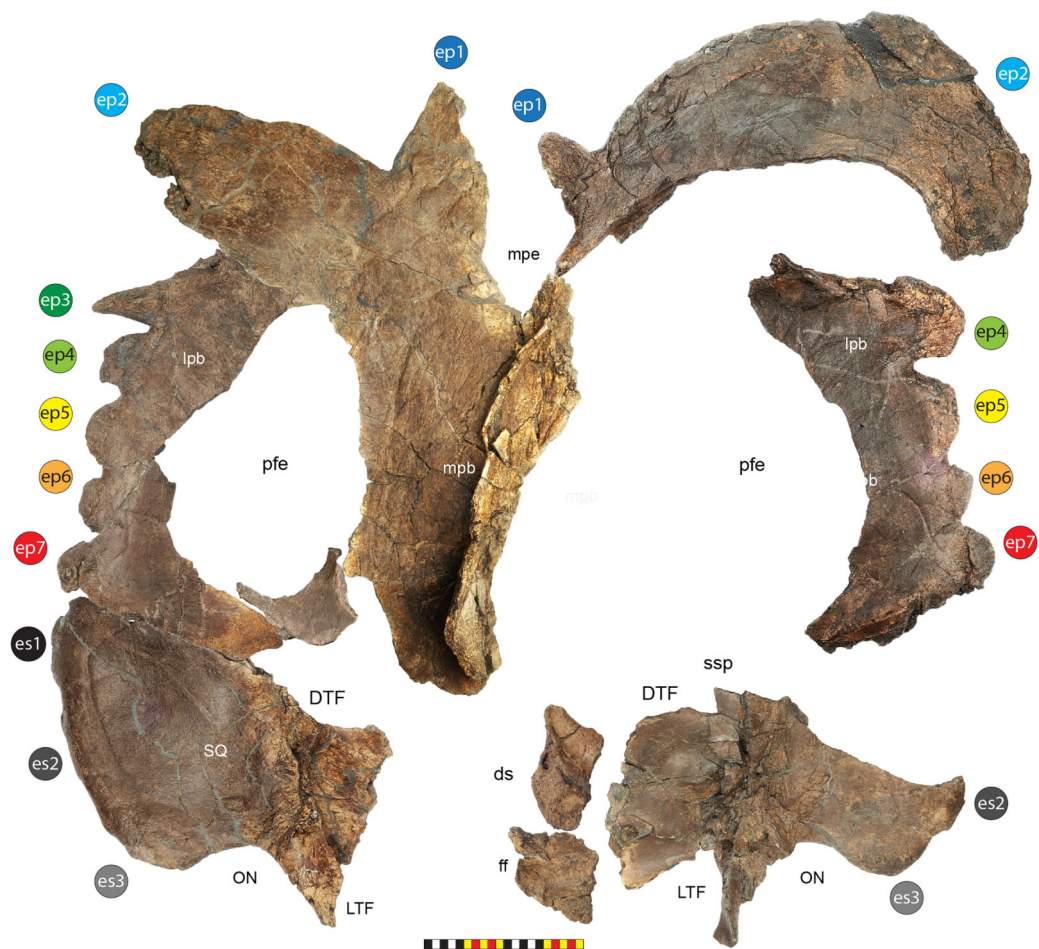 ep1
ep2
ep1
ep2
mpe
ep3
ep4
lpb
lpb
ep4
ep5
ep5
pfe
mpb
pfe
ep6
ep6
mpb
pb
ep7
ep7
es1
ssp
DTF
DTF
SQ
es2
ds
es2
ff
es3
ON
LTF
LTF
ON
es3